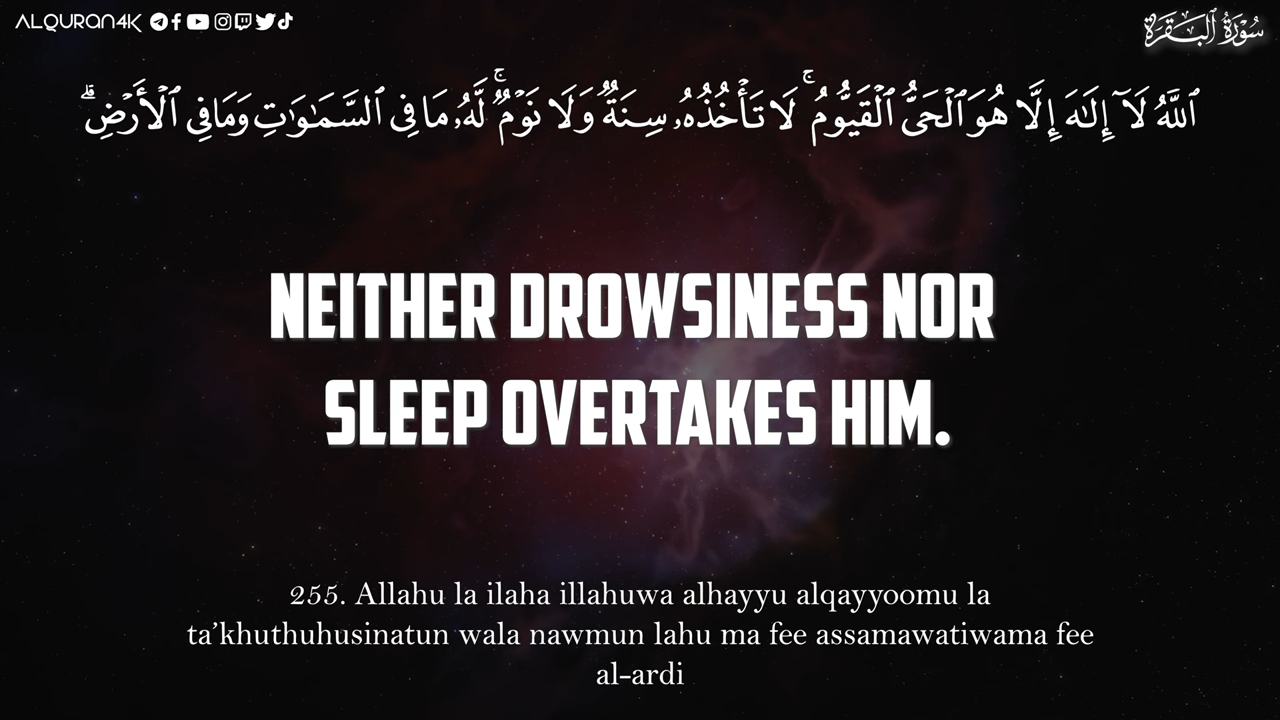 ALQURAN4K
سُورَةُ البَقَرَةِ
ٱللَّهُ لَآ إِلَـٰهَ إِلَّا هُوَ ٱلْحَىُّ ٱلْقَيُّومُ ۚ لَا تَأْخُذُهُۥ سِنَةٌ وَلَا نَوْمٌ ۚ لَّهُۥ مَا فِى ٱلسَّمَـٰوَٰتِ وَمَا فِى ٱلْأَرْضِ ۗ
NEITHER DROWSINESS NOR
SLEEP OVERTAKES HIM.
255. Allahu la ilaha illahuwa alhayyu alqayyoomu la
ta’khuthuhusinatun wala nawmun lahu ma fee assamawatiwama fee
al-ardi